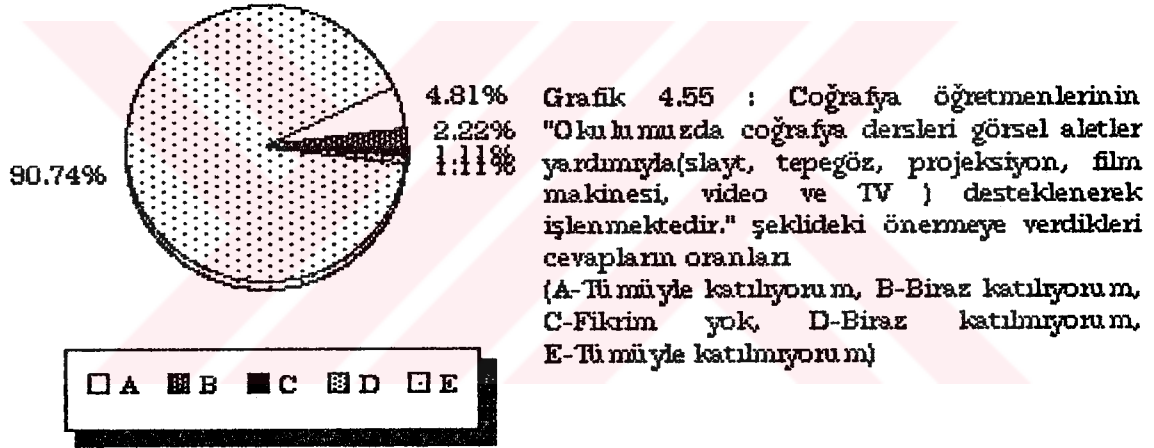 4.81%
2.22%
1.11%
1.11%
90.74%
Grafik 4.55 : Coğrafya öğretmenlerinin
"Okulumuzda coğrafya dersleri görsel aletler
yardımıyla(slayt, tepegöz, projeksiyon, film
makinesi, video ve TV ) desteklenerek
işlenmektedir." şeklideki önermeye verdikleri
cevapların oranları
(A-Tümüyle katılıyorum, B-Biraz katılıyorum,
C-Fikrim yok, D-Biraz katılmıyorum,
E-Tümüyle katılmıyorum)
A B C D E